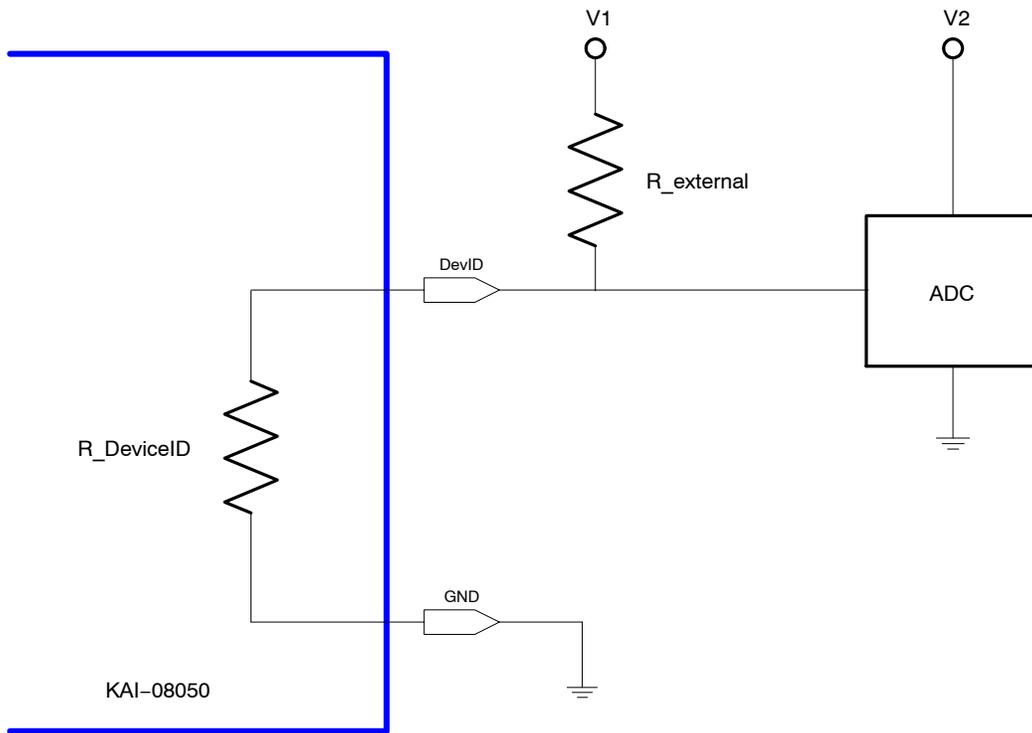 V1
V2
R_external
DevID
ADC
R_DeviceID
GND
KAI−08050